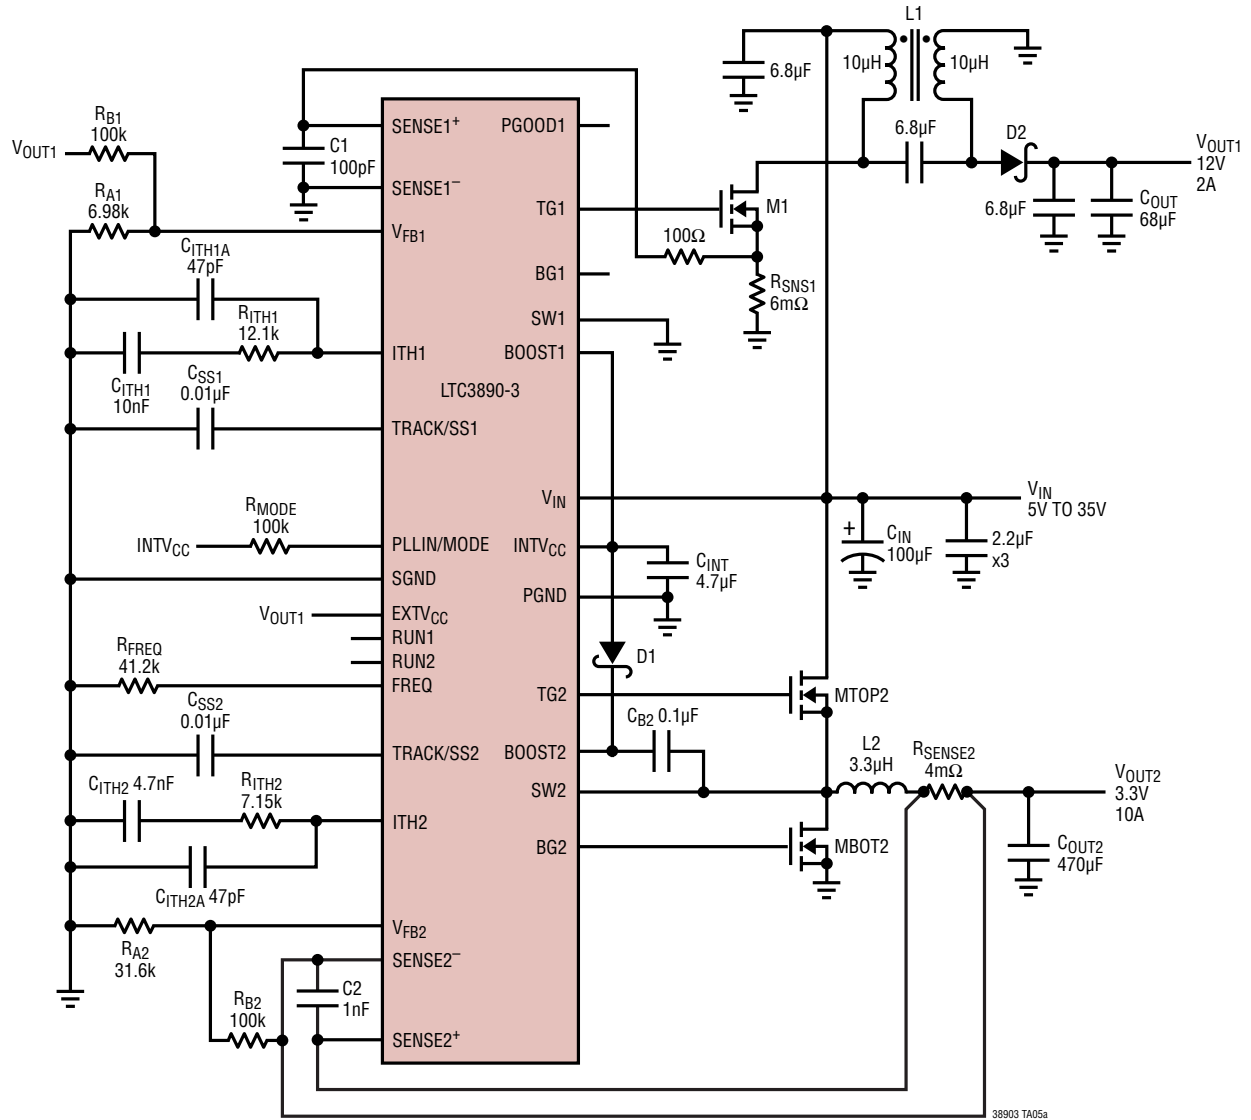 L1
10µH
10µH
6.8µF
6.8µF
D2
VOUT1
12V
2A
6.8µF
COUT
68µF
M1
100Ω
RSNS1
6mΩ
RB1
100k
VOUT1
RA1
6.98k
C1
100pF
CITH1A
47pF
RITH1
12.1k
CITH1
10nF
CSS1
0.01µF
RMODE
100k
INTVCC
VOUT1
RFREQ
41.2k
CSS2
0.01µF
CITH2 4.7nF
RITH2
7.15k
CITH2A 47pF
RA2
31.6k
RB2
100k
C2
1nF
SENSE1+
SENSE1–
VFB1
ITH1
LTC3890-3
TRACK/SS1
PLLIN/MODE
SGND
EXTVCC
RUN1
RUN2
FREQ
TRACK/SS2
ITH2
VFB2
SENSE2–
SENSE2+
PGOOD1
TG1
BG1
SW1
BOOST1
VIN
INTVCC
PGND
TG2
BOOST2
SW2
BG2
VIN
5V TO 35V
CIN
100µF
+
2.2µF
x3
CINT
4.7µF
D1
MTOP2
CB2 0.1µF
L2
3.3µH
RSENSE2
4mΩ
VOUT2
3.3V
10A
MBOT2
COUT2
470µF
38903 TA05a